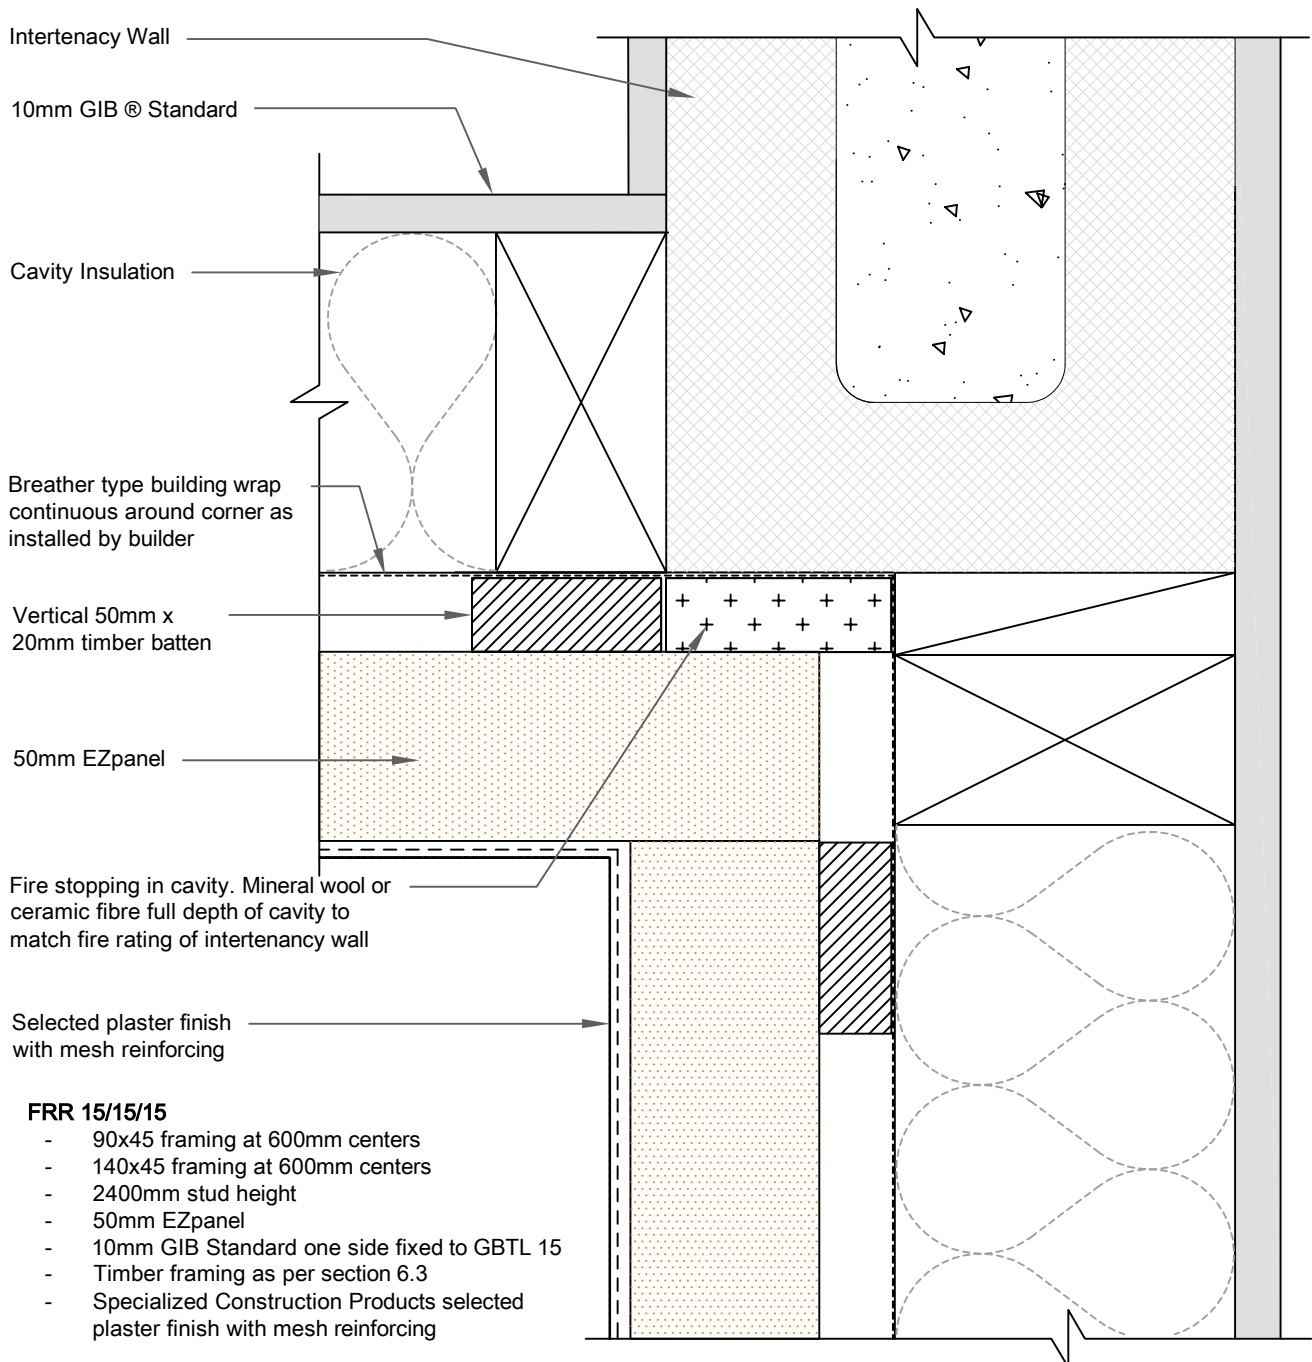 Intertenacy Wall
10mm GIB ® Standard
Cavity Insulation
Breather type building wrap
continuous around corner as
installed by builder
Vertical 50mm x
20mm timber batten
50mm EZpanel
Fire stopping in cavity. Mineral wool or
ceramic fibre full depth of cavity to
match fire rating of intertenancy wall
Selected plaster finish
with mesh reinforcing
FRR 15/15/15
- 90x45 framing at 600mm centers
- 140x45 framing at 600mm centers
- 2400mm stud height
- 50mm EZpanel
- 10mm GIB Standard one side fixed to GBTL 15
- Timber framing as per section 6.3
- Specialized Construction Products selected
plaster finish with mesh reinforcing